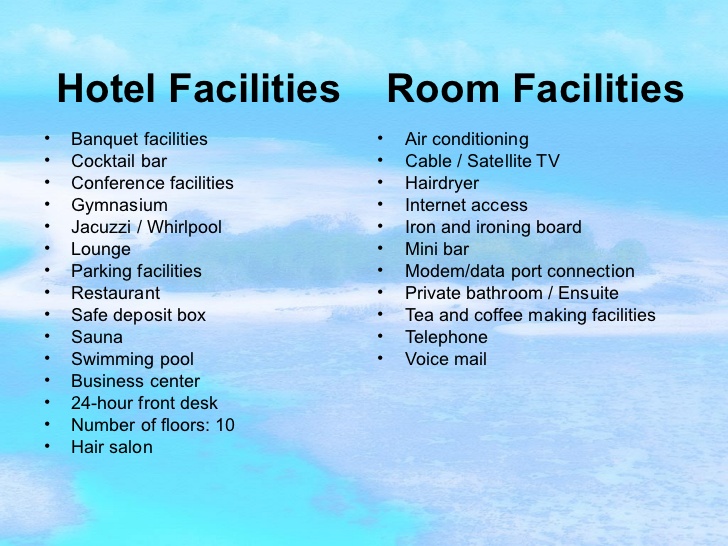 Hotel Facilities
• Banquet facilities
• Cocktail bar
• Conference facilities
• Gymnasium
• Jacuzzi / Whirlpool
• Lounge
• Parking facilities
• Restaurant
• Safe deposit box
• Sauna
• Swimming pool
• Business center
• 24-hour front desk
• Number of floors: 10
• Hair salon
Room Facilities
• Air conditioning
• Cable / Satellite TV
• Hairdryer
• Internet access
• Iron and ironing board
• Mini bar
• Modem/data port connection
• Private bathroom / Ensuite
• Tea and coffee making facilities
• Telephone
• Voice mail